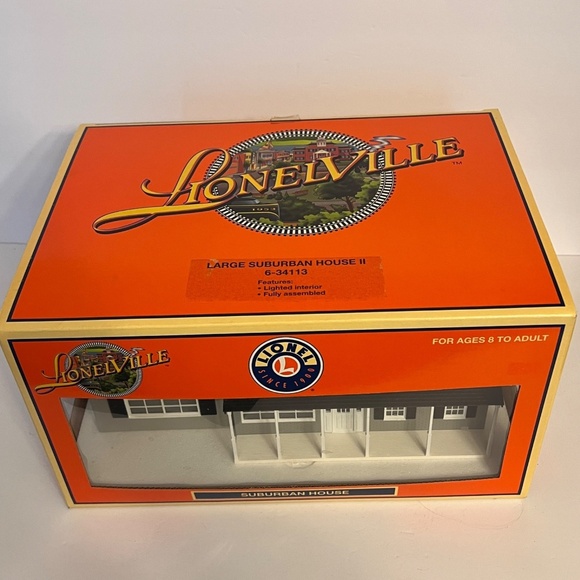 LIONELVILLE
TM
LARGE SUBURBAN HOUSE II
6-34113
Features:
• Lighted interior
• Fully assembled
FOR AGES 8 TO ADULT
LIONELVILLE
LIONEL
SINCE 1900
SUBURBAN HOUSE